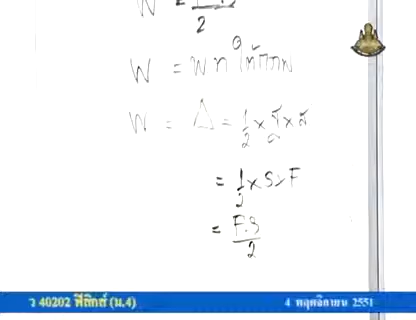 W =
2
W = พ.ท ใต้กราฟ
W = Δ = 1/2 × ฐ × ส
= 1/2 × S × F
= F.S/2
ว 40202 ฟิสิกส์ (ม.4) 4 พฤศจิกายน 2551